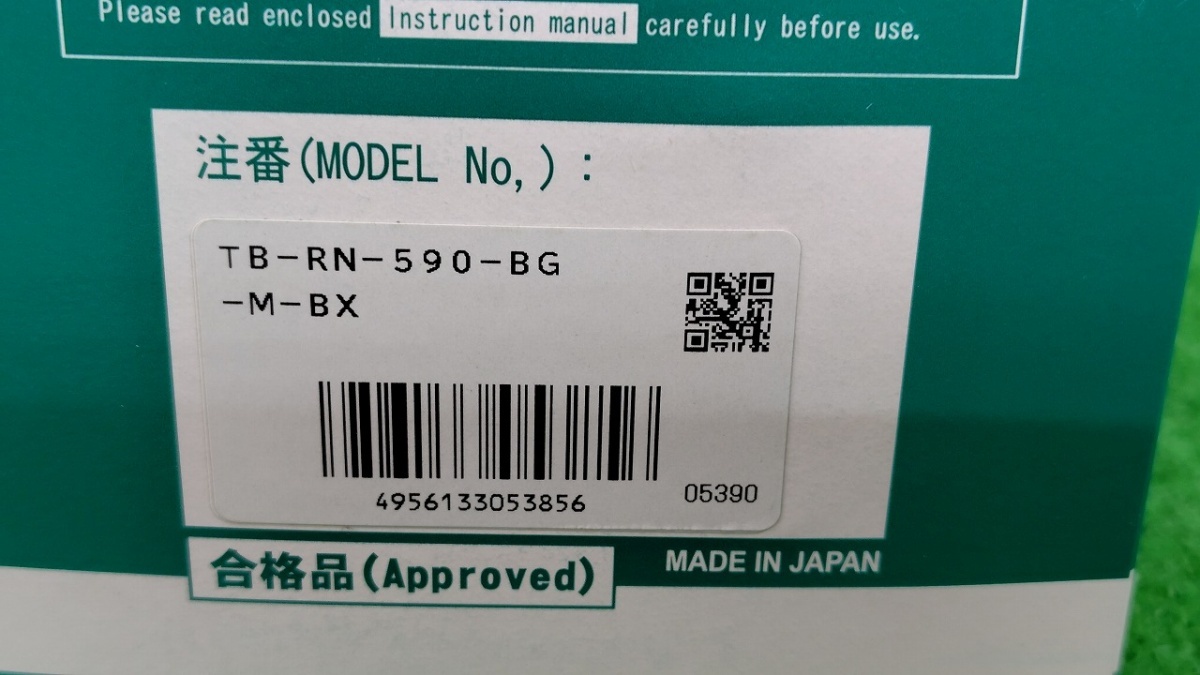 Please read enclosed Instruction manual carefully before use.
注番(MODEL No,):
TB-RN-590-BG
-M-BX
4956133053856
05390
合格品(Approved)
MADE IN JAPAN